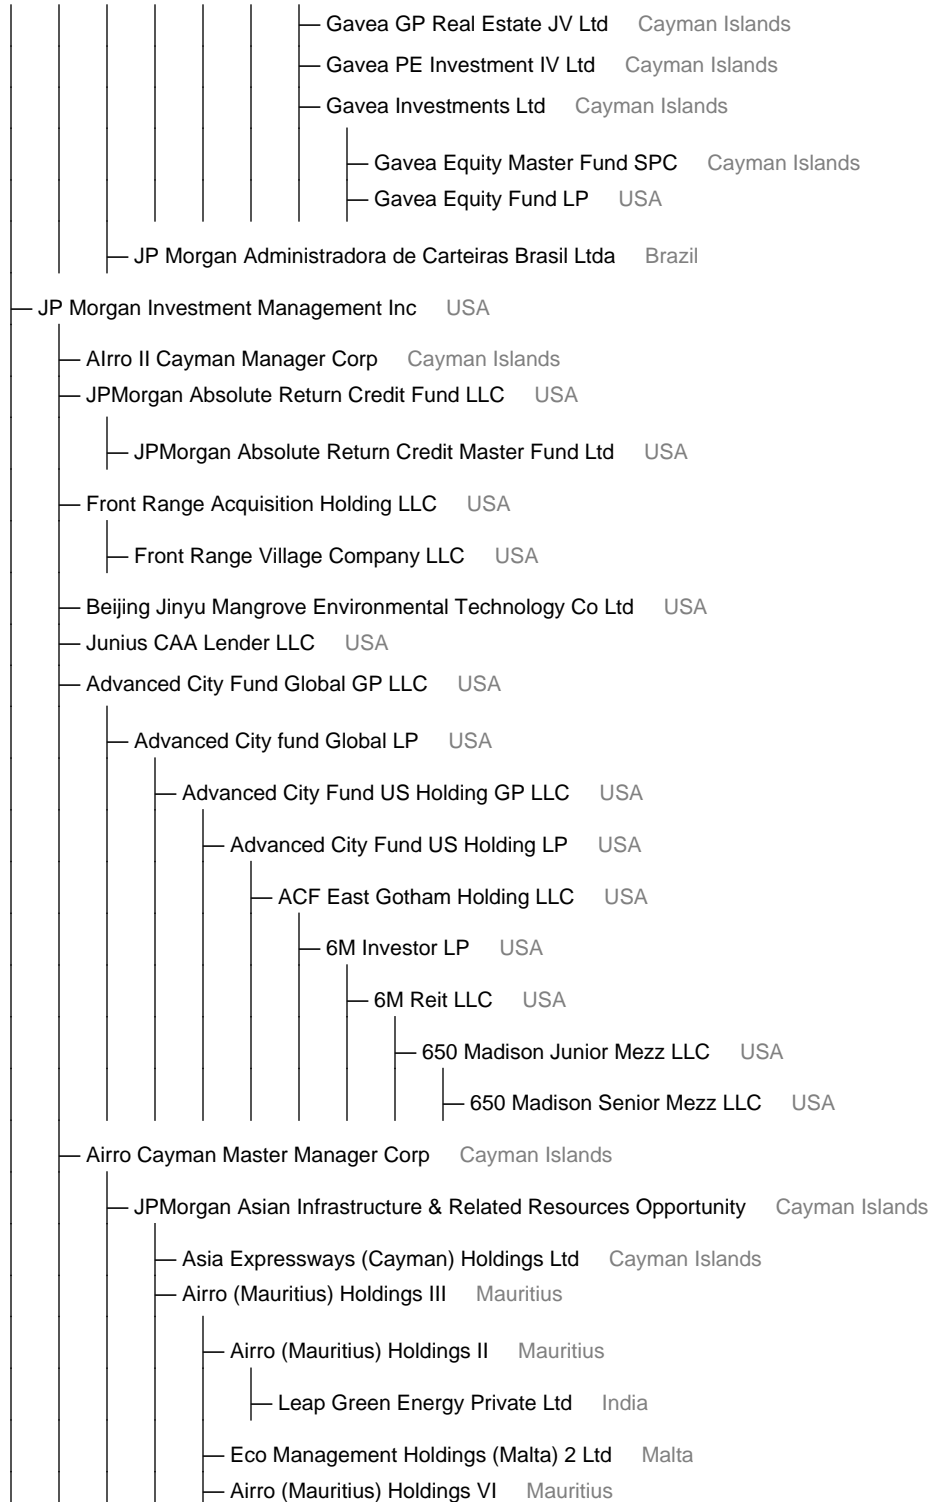 Gavea GP Real Estate JV Ltd Cayman Islands
Gavea PE Investment IV Ltd Cayman Islands
Gavea Investments Ltd Cayman Islands
Gavea Equity Master Fund SPC Cayman Islands
Gavea Equity Fund LP USA
JP Morgan Administradora de Carteiras Brasil Ltda Brazil
JP Morgan Investment Management Inc USA
AIrro II Cayman Manager Corp Cayman Islands
JPMorgan Absolute Return Credit Fund LLC USA
JPMorgan Absolute Return Credit Master Fund Ltd USA
Front Range Acquisition Holding LLC USA
Front Range Village Company LLC USA
Beijing Jinyu Mangrove Environmental Technology Co Ltd USA
Junius CAA Lender LLC USA
Advanced City Fund Global GP LLC USA
Advanced City fund Global LP USA
Advanced City Fund US Holding GP LLC USA
Advanced City Fund US Holding LP USA
ACF East Gotham Holding LLC USA
6M Investor LP USA
6M Reit LLC USA
650 Madison Junior Mezz LLC USA
650 Madison Senior Mezz LLC USA
Airro Cayman Master Manager Corp Cayman Islands
JPMorgan Asian Infrastructure & Related Resources Opportunity Cayman Islands
Asia Expressways (Cayman) Holdings Ltd Cayman Islands
Airro (Mauritius) Holdings III Mauritius
Airro (Mauritius) Holdings II Mauritius
Leap Green Energy Private Ltd India
Eco Management Holdings (Malta) 2 Ltd Malta
Airro (Mauritius) Holdings VI Mauritius